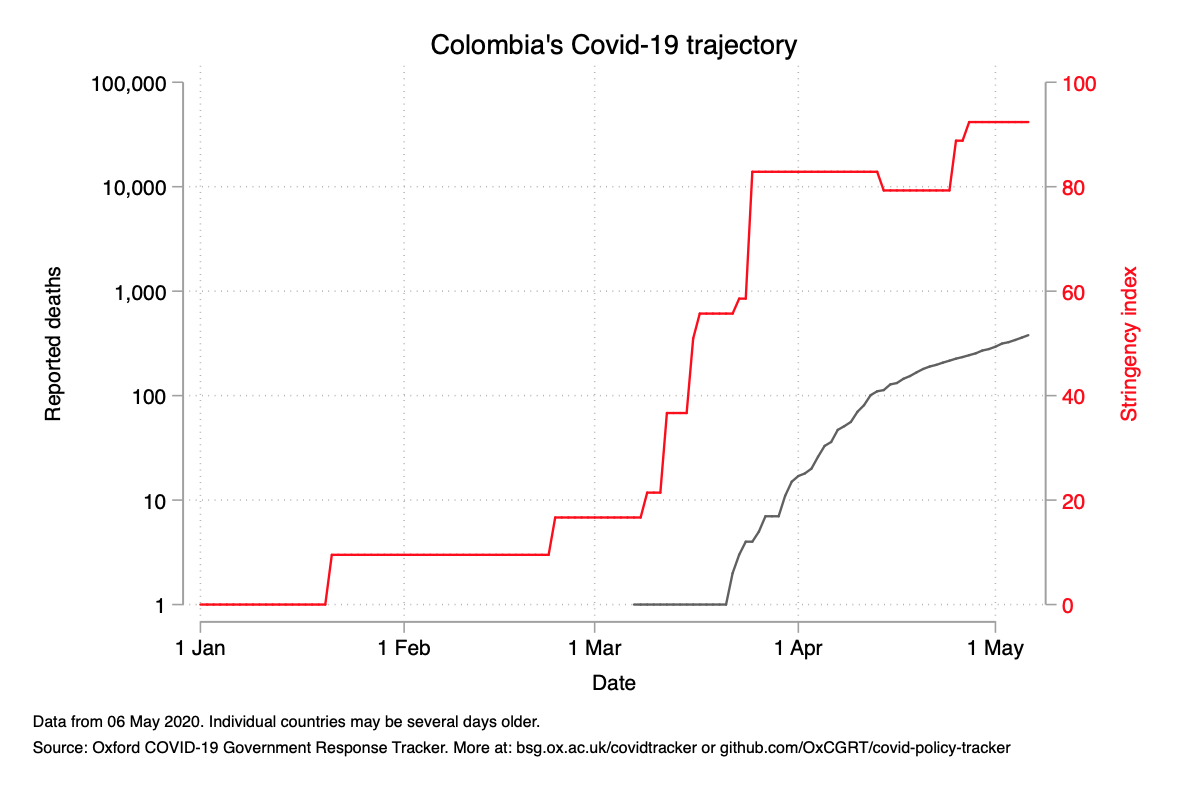 Colombia's Covid-19 trajectory
100,000
10,000
1,000
100
10
1
Reported deaths
100
80
60
40
20
0
Stringency index
1 Jan
1 Feb
1 Mar
1 Apr
1 May
Date
Data from 06 May 2020. Individual countries may be several days older.
Source: Oxford COVID-19 Government Response Tracker. More at: bsg.ox.ac.uk/covidtracker or github.com/OxCGRT/covid-policy-tracker